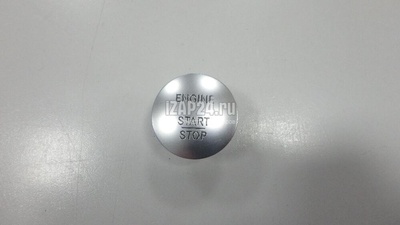 ENGINE
IZAP24.ru
START
STOP